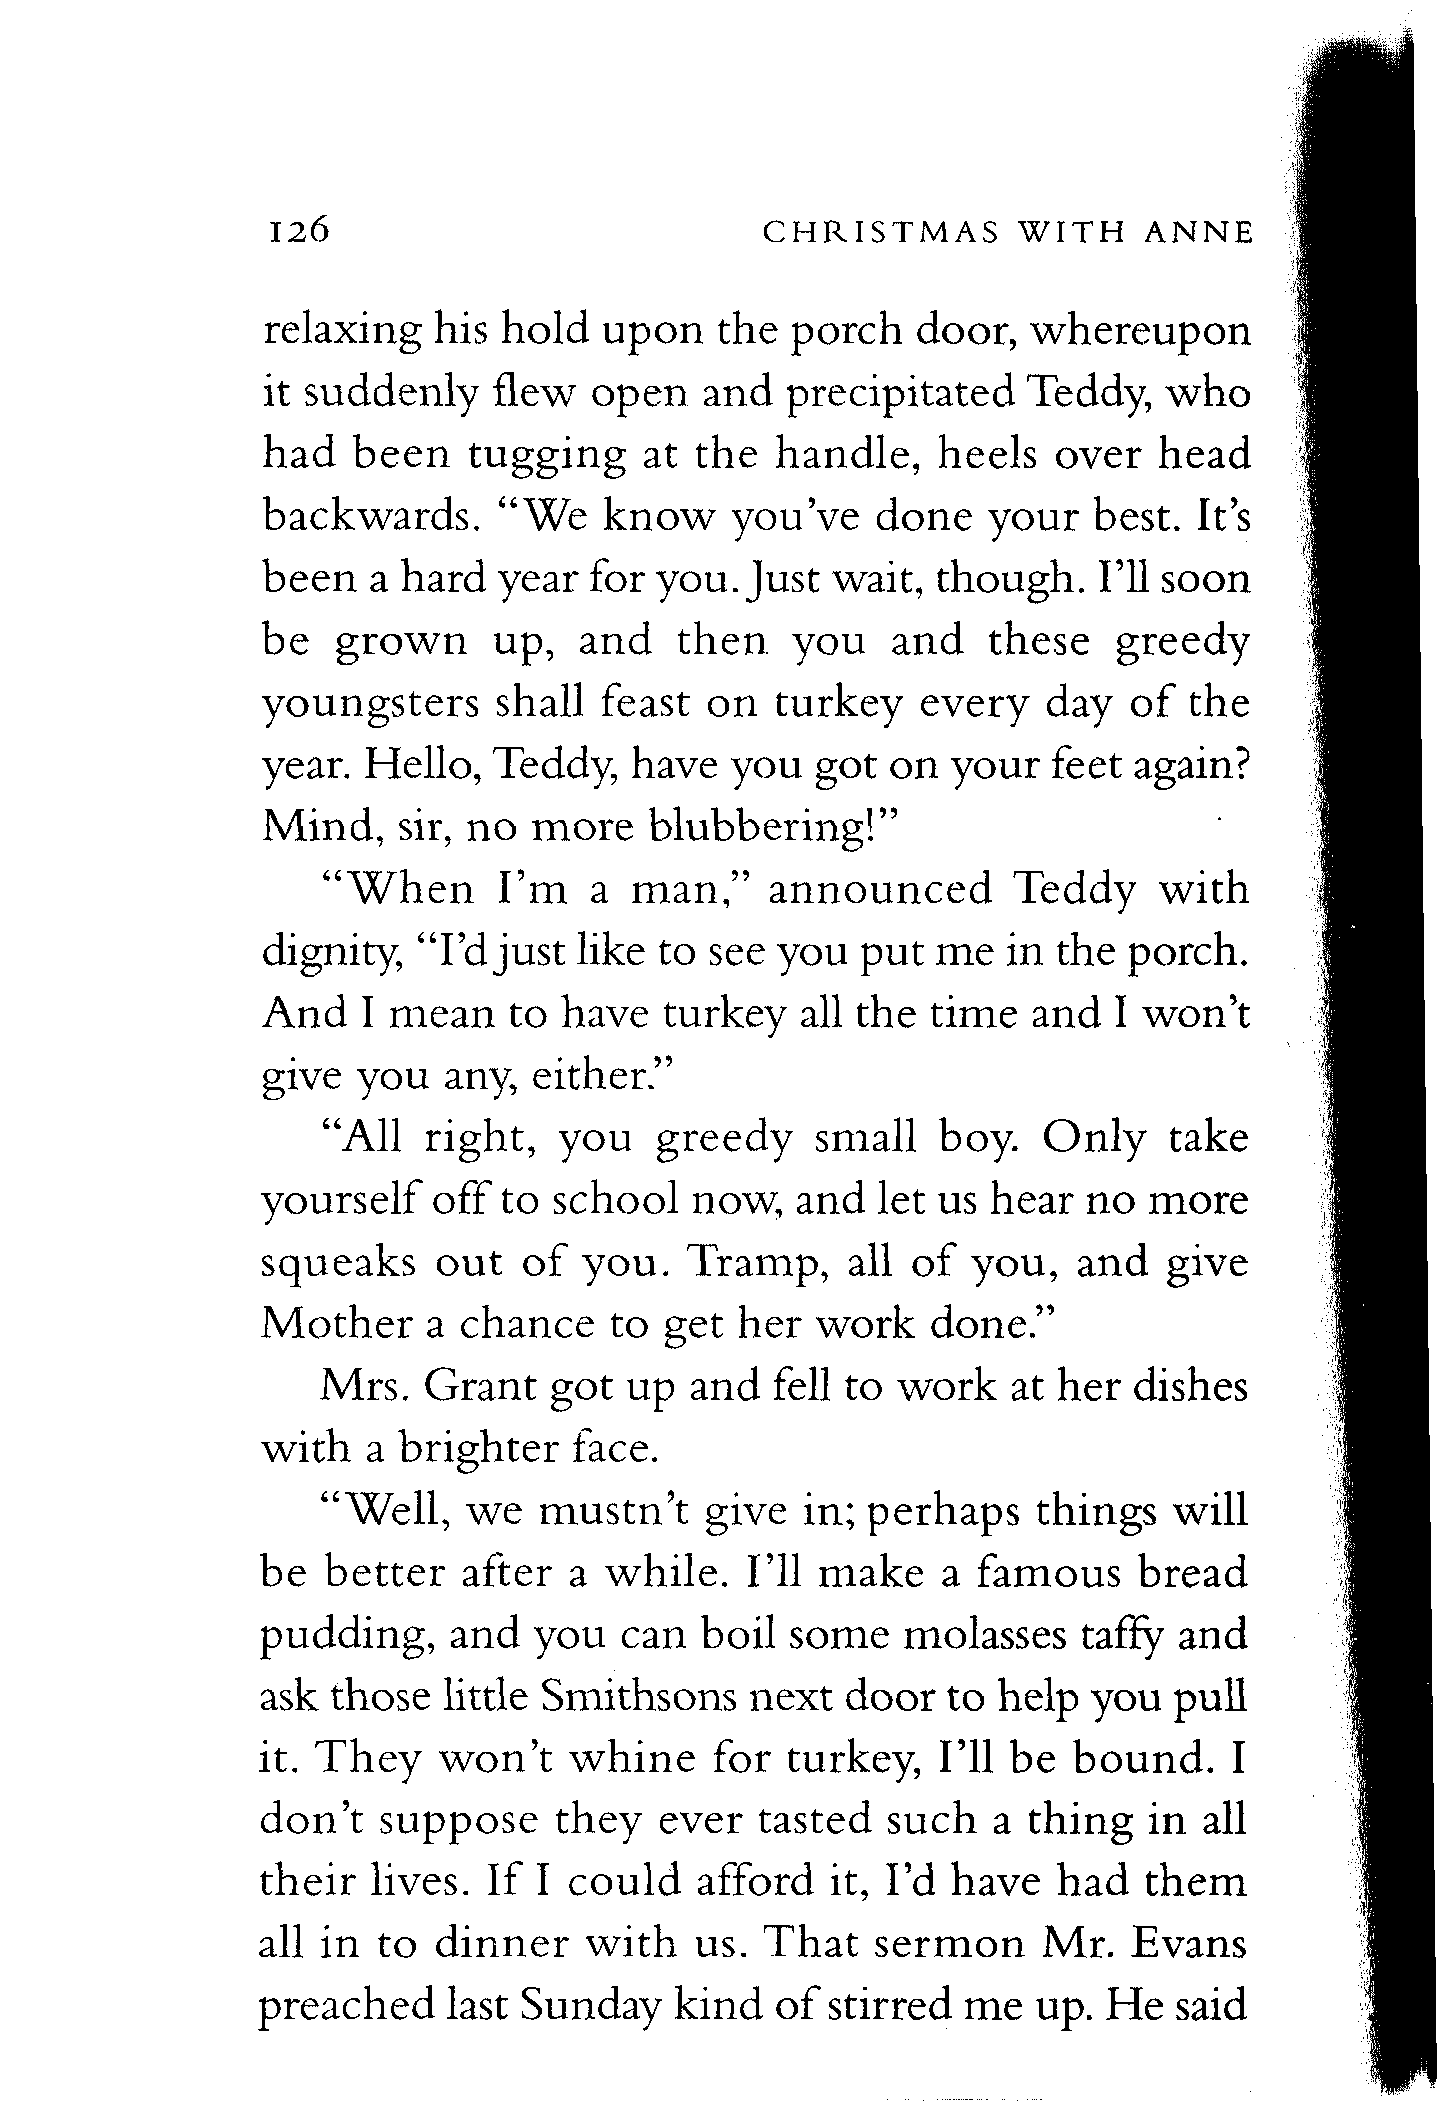 126 CHRISTMAS WITH ANNE
relaxing his hold upon the porch door, whereupon
it suddenly flew open and precipitated Teddy, who
had been tugging at the handle, heels over head
backwards. “We know you’ve done your best. It’s
been a hard year for you. Just wait, though. I’ll soon
be grown up, and then you and these greedy
youngsters shall feast on turkey every day of the
year. Hello, Teddy, have you got on your feet again?
Mind, sir, no more blubbering!”
“When I’m a man,” announced Teddy with
dignity, “I’d just like to see you put me in the porch.
And I mean to have turkey all the time and I won’t
give you any, either.”
“All right, you greedy small boy. Only take
yourself off to school now, and let us hear no more
squeaks out of you. Tramp, all of you, and give
Mother a chance to get her work done.”
Mrs. Grant got up and fell to work at her dishes
with a brighter face.
“Well, we mustn’t give in; perhaps things will
be better after a while. I’ll make a famous bread
pudding, and you can boil some molasses taffy and
ask those little Smithsons next door to help you pull
it. They won’t whine for turkey, I’ll be bound. I
don’t suppose they ever tasted such a thing in all
their lives. If I could afford it, I’d have had them
all in to dinner with us. That sermon Mr. Evans
preached last Sunday kind of stirred me up. He said